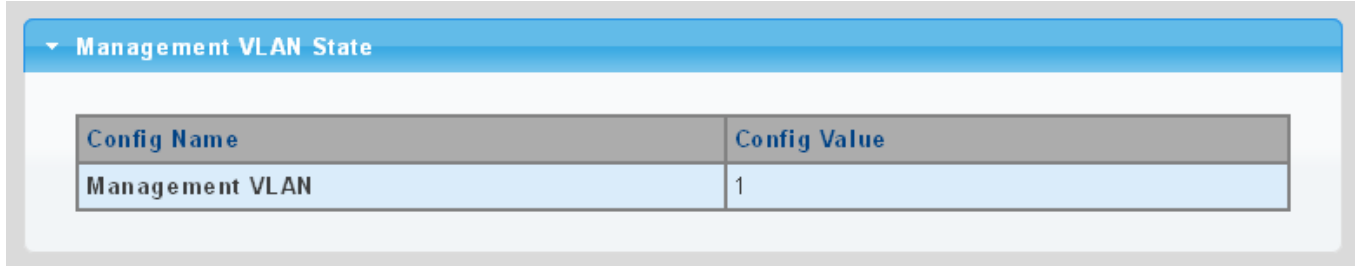 Management VLAN State
Config Name Config Value
Management VLAN 1